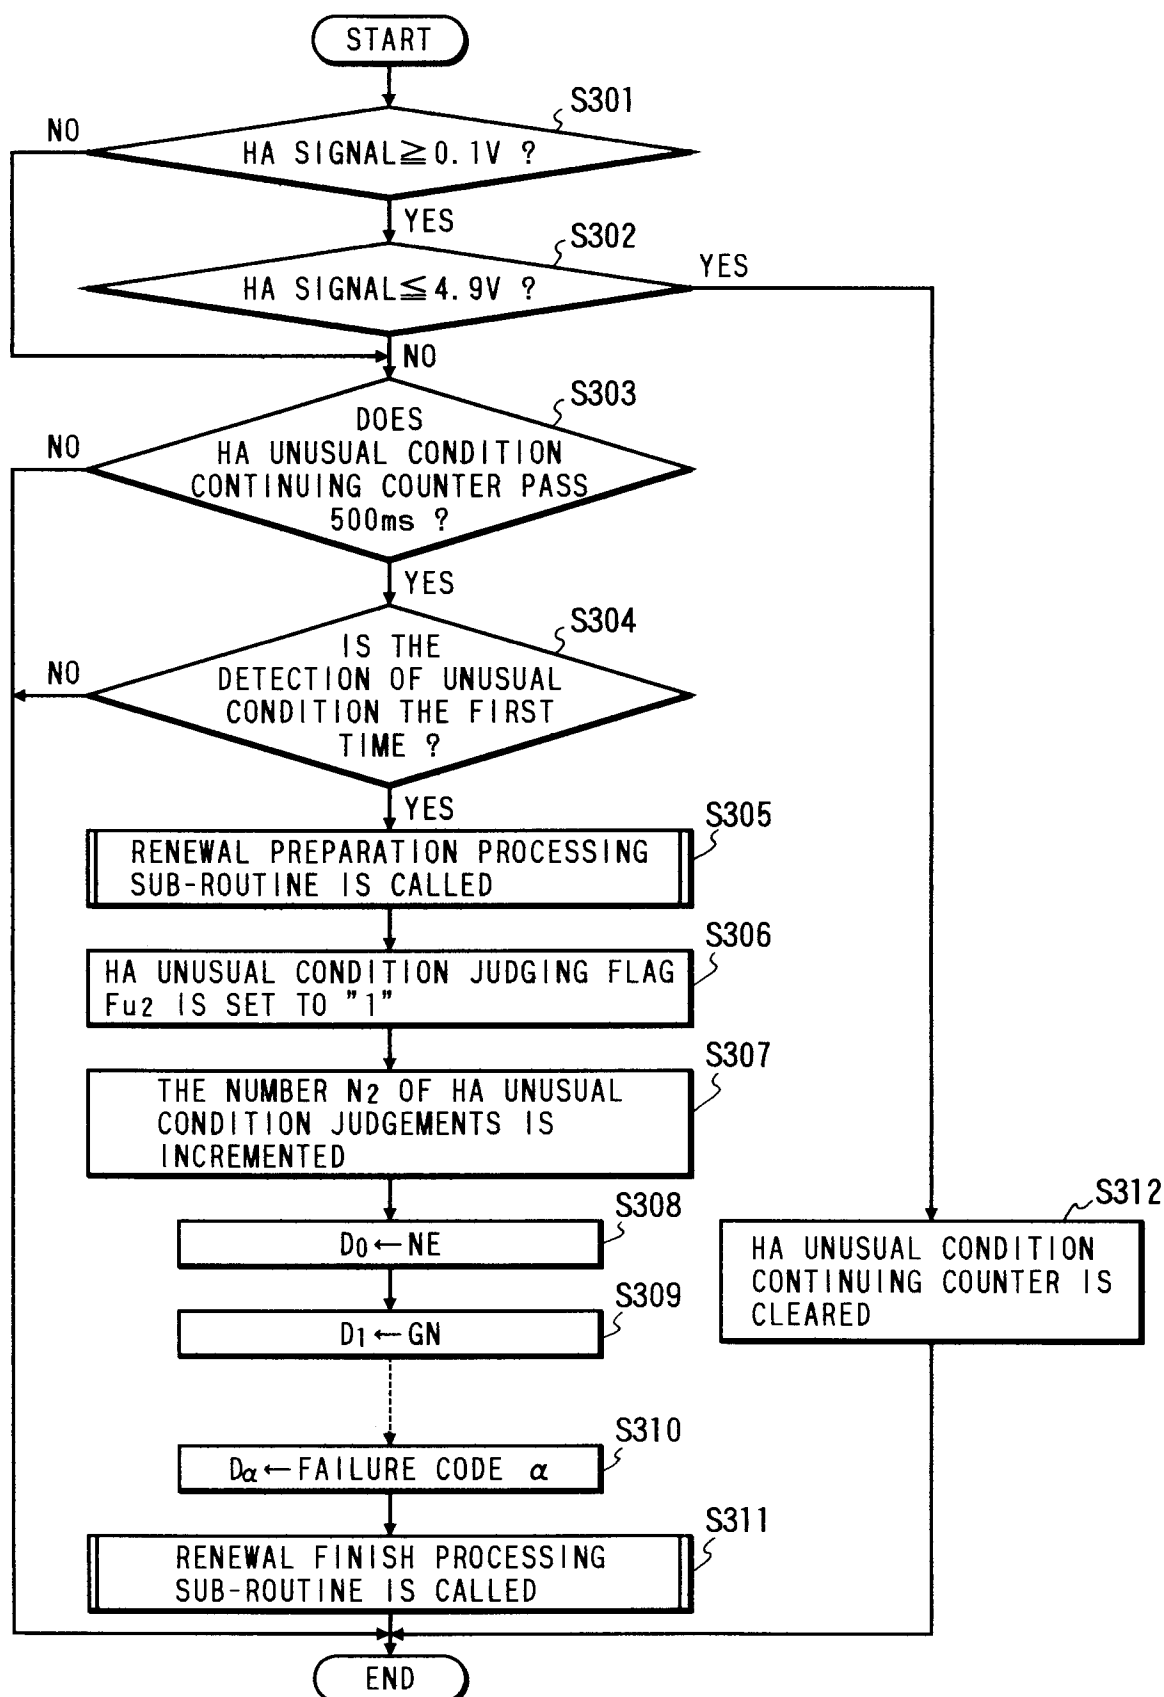 START
S301
NO
HA SIGNAL≧0.1V ?
YES
S302
YES
HA SIGNAL≦4.9V ?
NO
S303
DOES
NO
HA UNUSUAL CONDITION
CONTINUING COUNTER PASS
500ms ?
YES
S304
IS THE
NO
DETECTION OF UNUSUAL
CONDITION THE FIRST
TIME ?
YES
S305
RENEWAL PREPARATION PROCESSING
SUB-ROUTINE IS CALLED
S306
HA UNUSUAL CONDITION JUDGING FLAG
Fu2 IS SET TO "1"
S307
THE NUMBER N2 OF HA UNUSUAL
CONDITION JUDGEMENTS IS
INCREMENTED
S308
D0←NE
S309
D1←GN
S310
Dα←FAILURE CODE α
S311
RENEWAL FINISH PROCESSING
SUB-ROUTINE IS CALLED
S312
HA UNUSUAL CONDITION
CONTINUING COUNTER IS
CLEARED
END